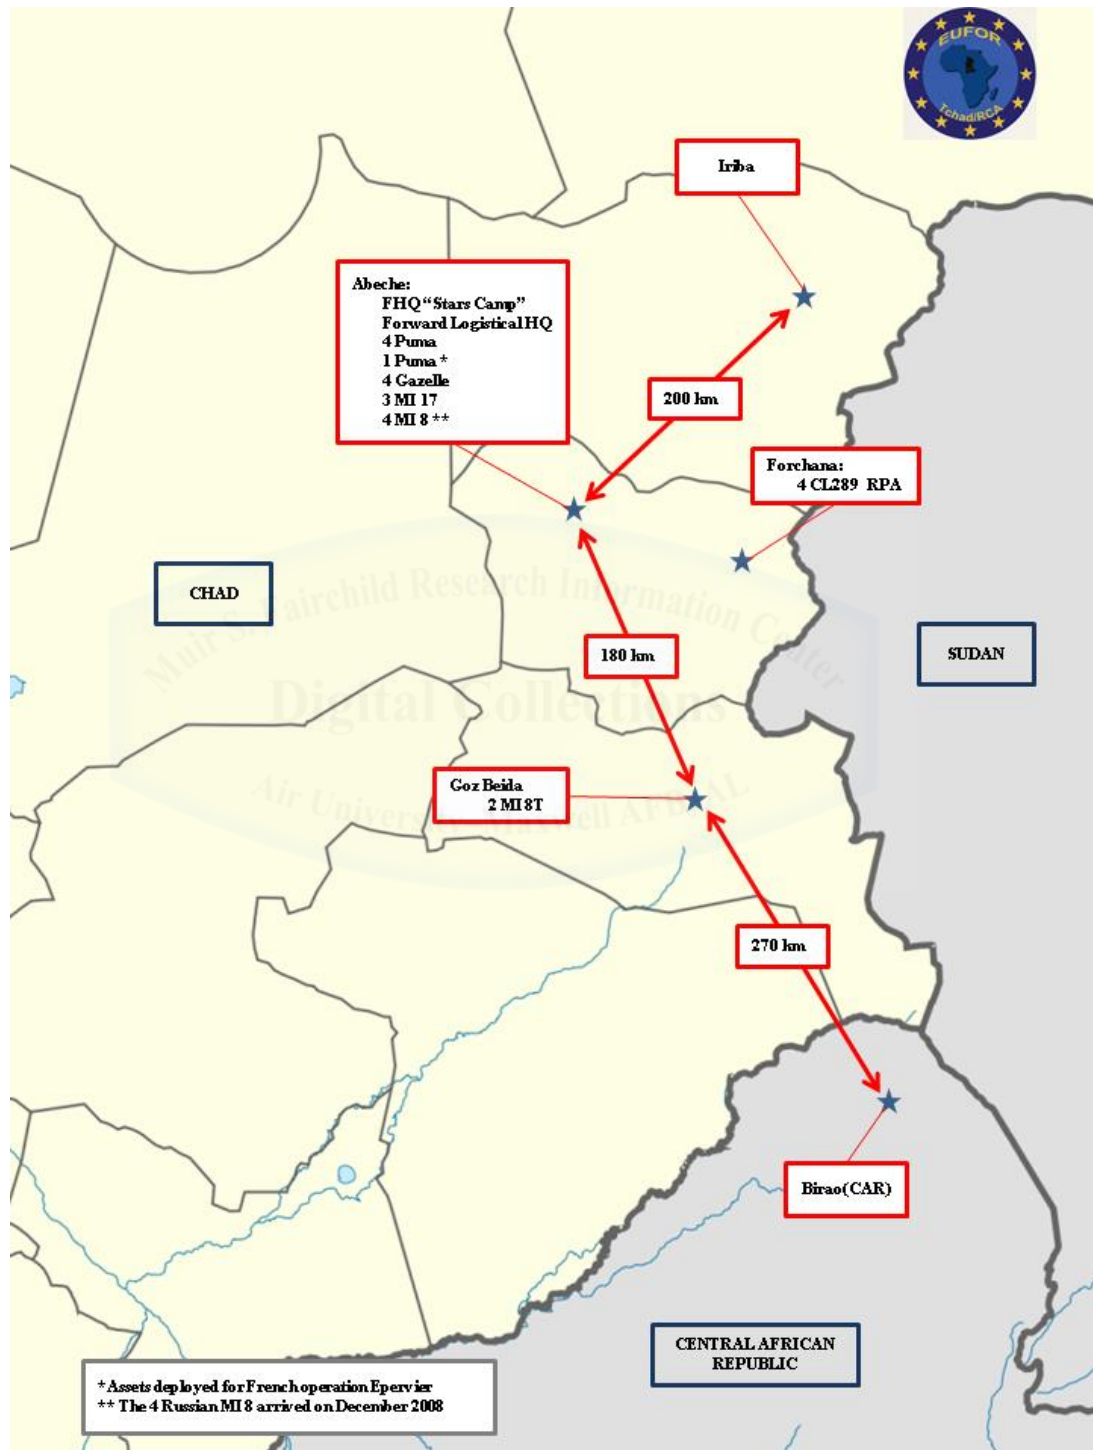 EUFOR
Tchad/RCA
Iriba
Abeche:
FHQ “Stars Camp”
Forward Logistical HQ
4 Puma
1 Puma *
4 Gazelle
3 MI 17
4 MI 8 **
200 km
Forchana:
4 CL289 RPA
CHAD
Muir S. Fairchild Research Information Center
180 km
SUDAN
Digital Collections
Goz Beida
2 MI 8T
Air University Maxwell AFB AL
270 km
Birao(CAR)
CENTRAL AFRICAN
REPUBLIC
*Assets deployed for French operation Epervier
** The 4 Russian MI 8 arrived on December 2008